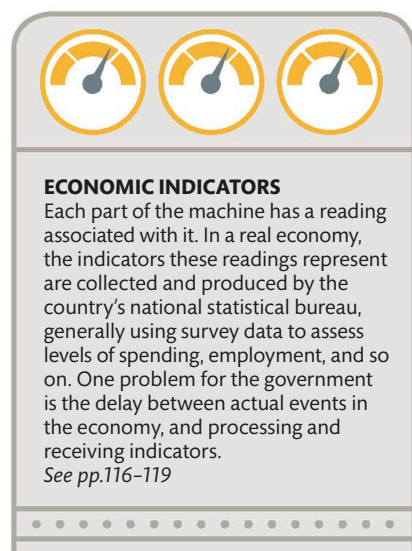 ECONOMIC INDICATORS
Each part of the machine has a reading
associated with it. In a real economy,
the indicators these readings represent
are collected and produced by the
country’s national statistical bureau,
generally using survey data to assess
levels of spending, employment, and so
on. One problem for the government
is the delay between actual events in
the economy, and processing and
receiving indicators.
See pp.116–119